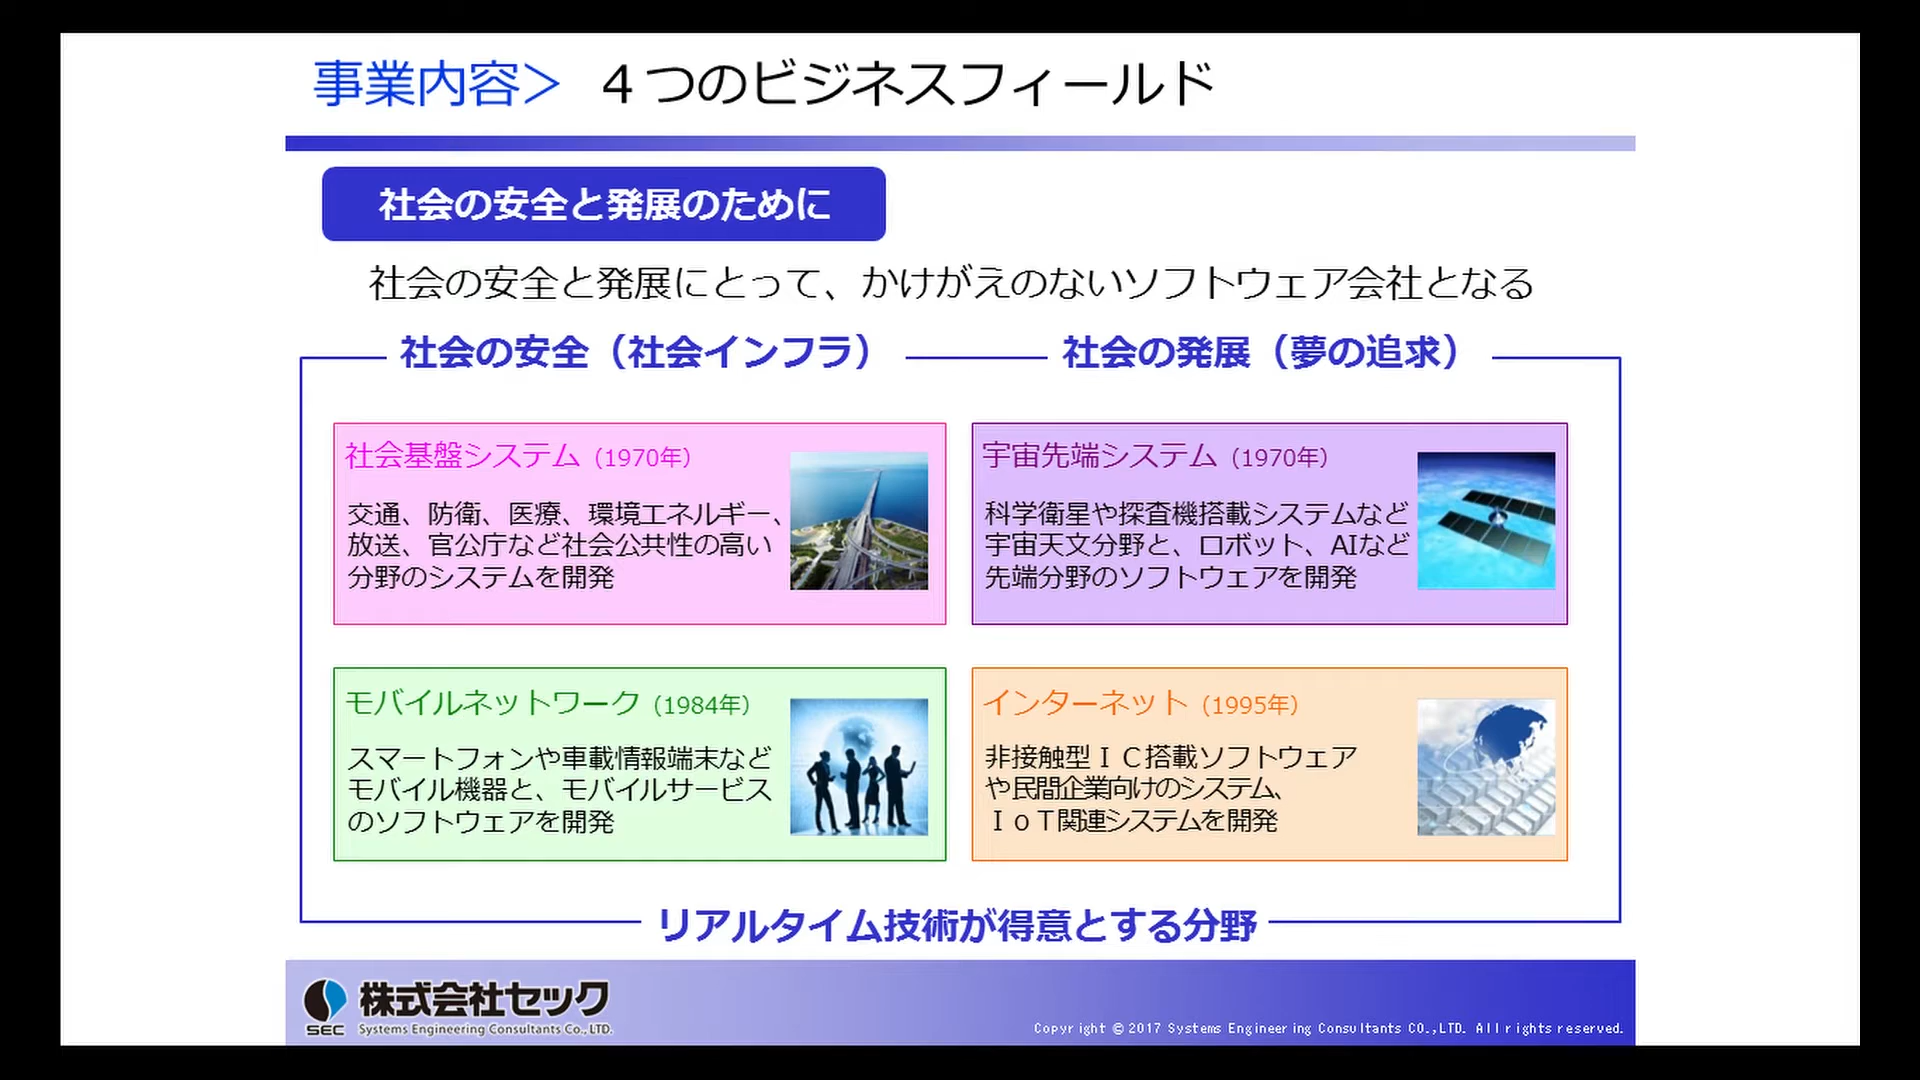 事業内容＞ ４つのビジネスフィールド
社会の安全と発展のために
社会の安全と発展にとって、かけがえのないソフトウェア会社となる
社会の安全（社会インフラ）
社会の発展（夢の追求）
社会基盤システム（1970年）
交通、防衛、医療、環境エネルギー、
放送、官公庁など社会公共性の高い
分野のシステムを開発
宇宙先端システム（1970年）
科学衛星や探査機搭載システムなど
宇宙天文分野と、ロボット、AIなど
先端分野のソフトウェアを開発
モバイルネットワーク（1984年）
スマートフォンや車載情報端末など
モバイル機器と、モバイルサービス
のソフトウェアを開発
インターネット（1995年）
非接触型ＩＣ搭載ソフトウェア
や民間企業向けのシステム、
ＩｏＴ関連システムを開発
リアルタイム技術が得意とする分野
SEC
株式会社セック
Systems Engineering Consultants Co.,LTD.
Copyright © 2017 Systems Engineering Consultants CO.,LTD. All rights reserved.